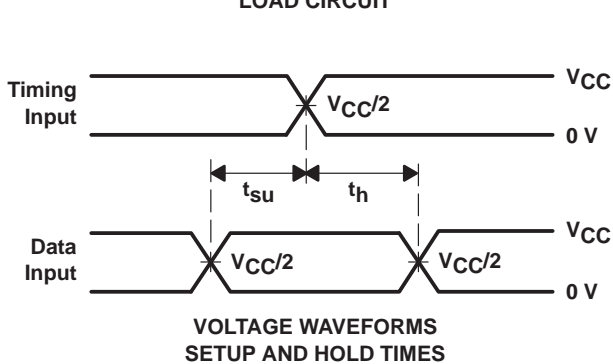 LOAD CIRCUIT
Timing
Input
VCC
VCC/2
0 V
tsu
th
Data
Input
VCC
VCC/2
VCC/2
0 V
VOLTAGE WAVEFORMS
SETUP AND HOLD TIMES